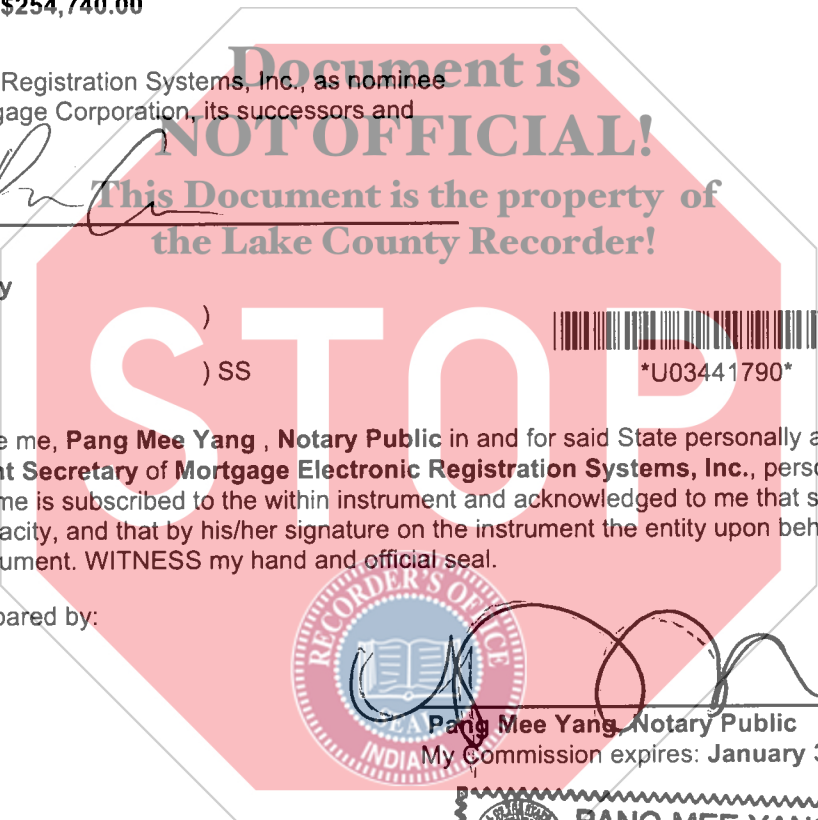 $254,740.00
Document is
Registration Systems, Inc., as nominee
gage Corporation, its successors and
NOT OFFICIAL!
This Document is the property of
the Lake County Recorder!
y
)
STOP
) SS
*U03441790*
e me, Pang Mee Yang , Notary Public in and for said State personally a
nt Secretary of Mortgage Electronic Registration Systems, Inc., perso
me is subscribed to the within instrument and acknowledged to me that s
acity, and that by his/her signature on the instrument the entity upon beh
ument. WITNESS my hand and official seal.
RECORDER'S OFFICE
pared by:
SEAL
INDIANA
Pang Mee Yang, Notary Public
My Commission expires: January 3
PANG MEE YANG